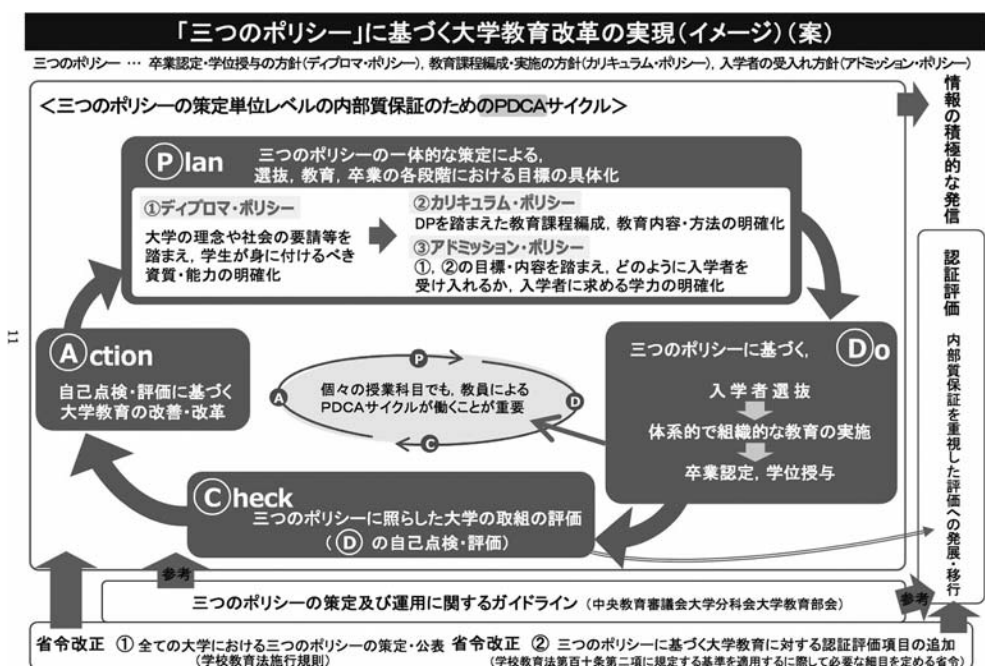 「三つのポリシー」に基づく大学教育改革の実現(イメージ)(案)
三つのポリシー … 卒業認定・学位授与の方針(ディプロマ・ポリシー), 教育課程編成・実施の方針(カリキュラム・ポリシー), 入学者の受入れ方針(アドミッション・ポリシー)
<三つのポリシーの策定単位レベルの内部質保証のためのPDCAサイクル>
Plan
三つのポリシーの一体的な策定による,
選抜, 教育, 卒業の各段階における目標の具体化
①ディプロマ・ポリシー
大学の理念や社会の要請等を
踏まえ, 学生が身に付けるべき
資質・能力の明確化
②カリキュラム・ポリシー
DPを踏まえた教育課程編成, 教育内容・方法の明確化
③アドミッション・ポリシー
①, ②の目標・内容を踏まえ, どのように入学者を
受け入れるか, 入学者に求める学力の明確化
Do
三つのポリシーに基づく,
入学者選抜
体系的で組織的な教育の実施
卒業認定, 学位授与
Check
三つのポリシーに照らした大学の取組の評価
(Ⓓの自己点検・評価)
Action
自己点検・評価に基づく
大学教育の改善・改革
P
D
C
A
個々の授業科目でも, 教員による
PDCAサイクルが働くことが重要
情報の積極的な発信
認証評価
内部質保証を重視した評価への発展・移行
参考
参考
三つのポリシーの策定及び運用に関するガイドライン (中央教育審議会大学分科会大学教育部会)
省令改正 ① 全ての大学における三つのポリシーの策定・公表
(学校教育法施行規則)
省令改正 ② 三つのポリシーに基づく大学教育に対する認証評価項目の追加
(学校教育法第百十条第二項に規定する基準を適用するに際して必要な細目を定める省令)
11